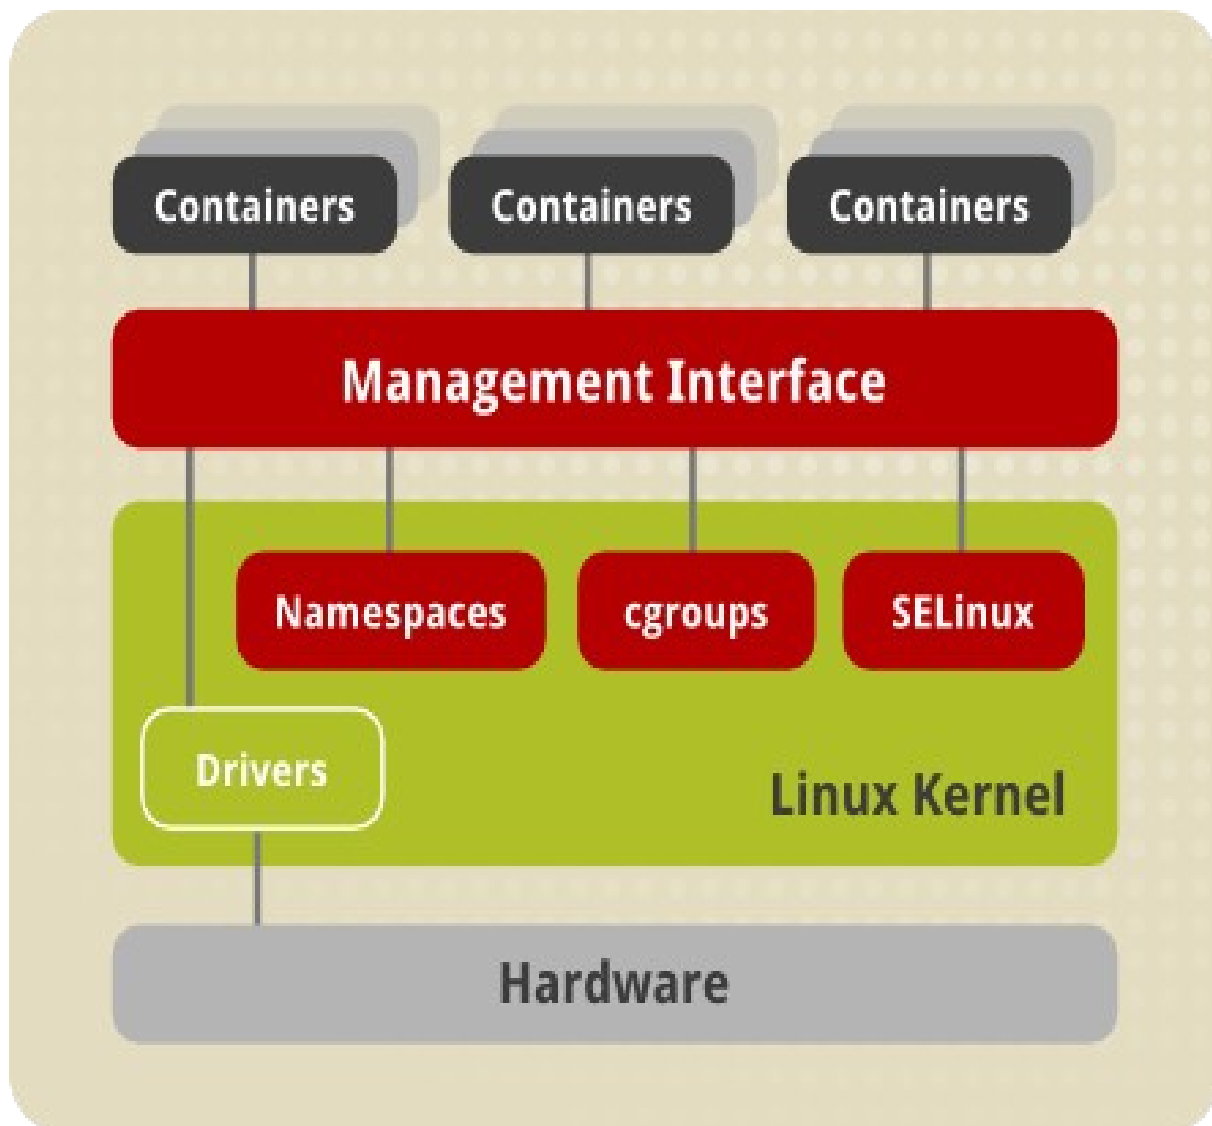 Containers
Containers
Containers
Management Interface
Namespaces
cgroups
SELinux
Drivers
Linux Kernel
Hardware